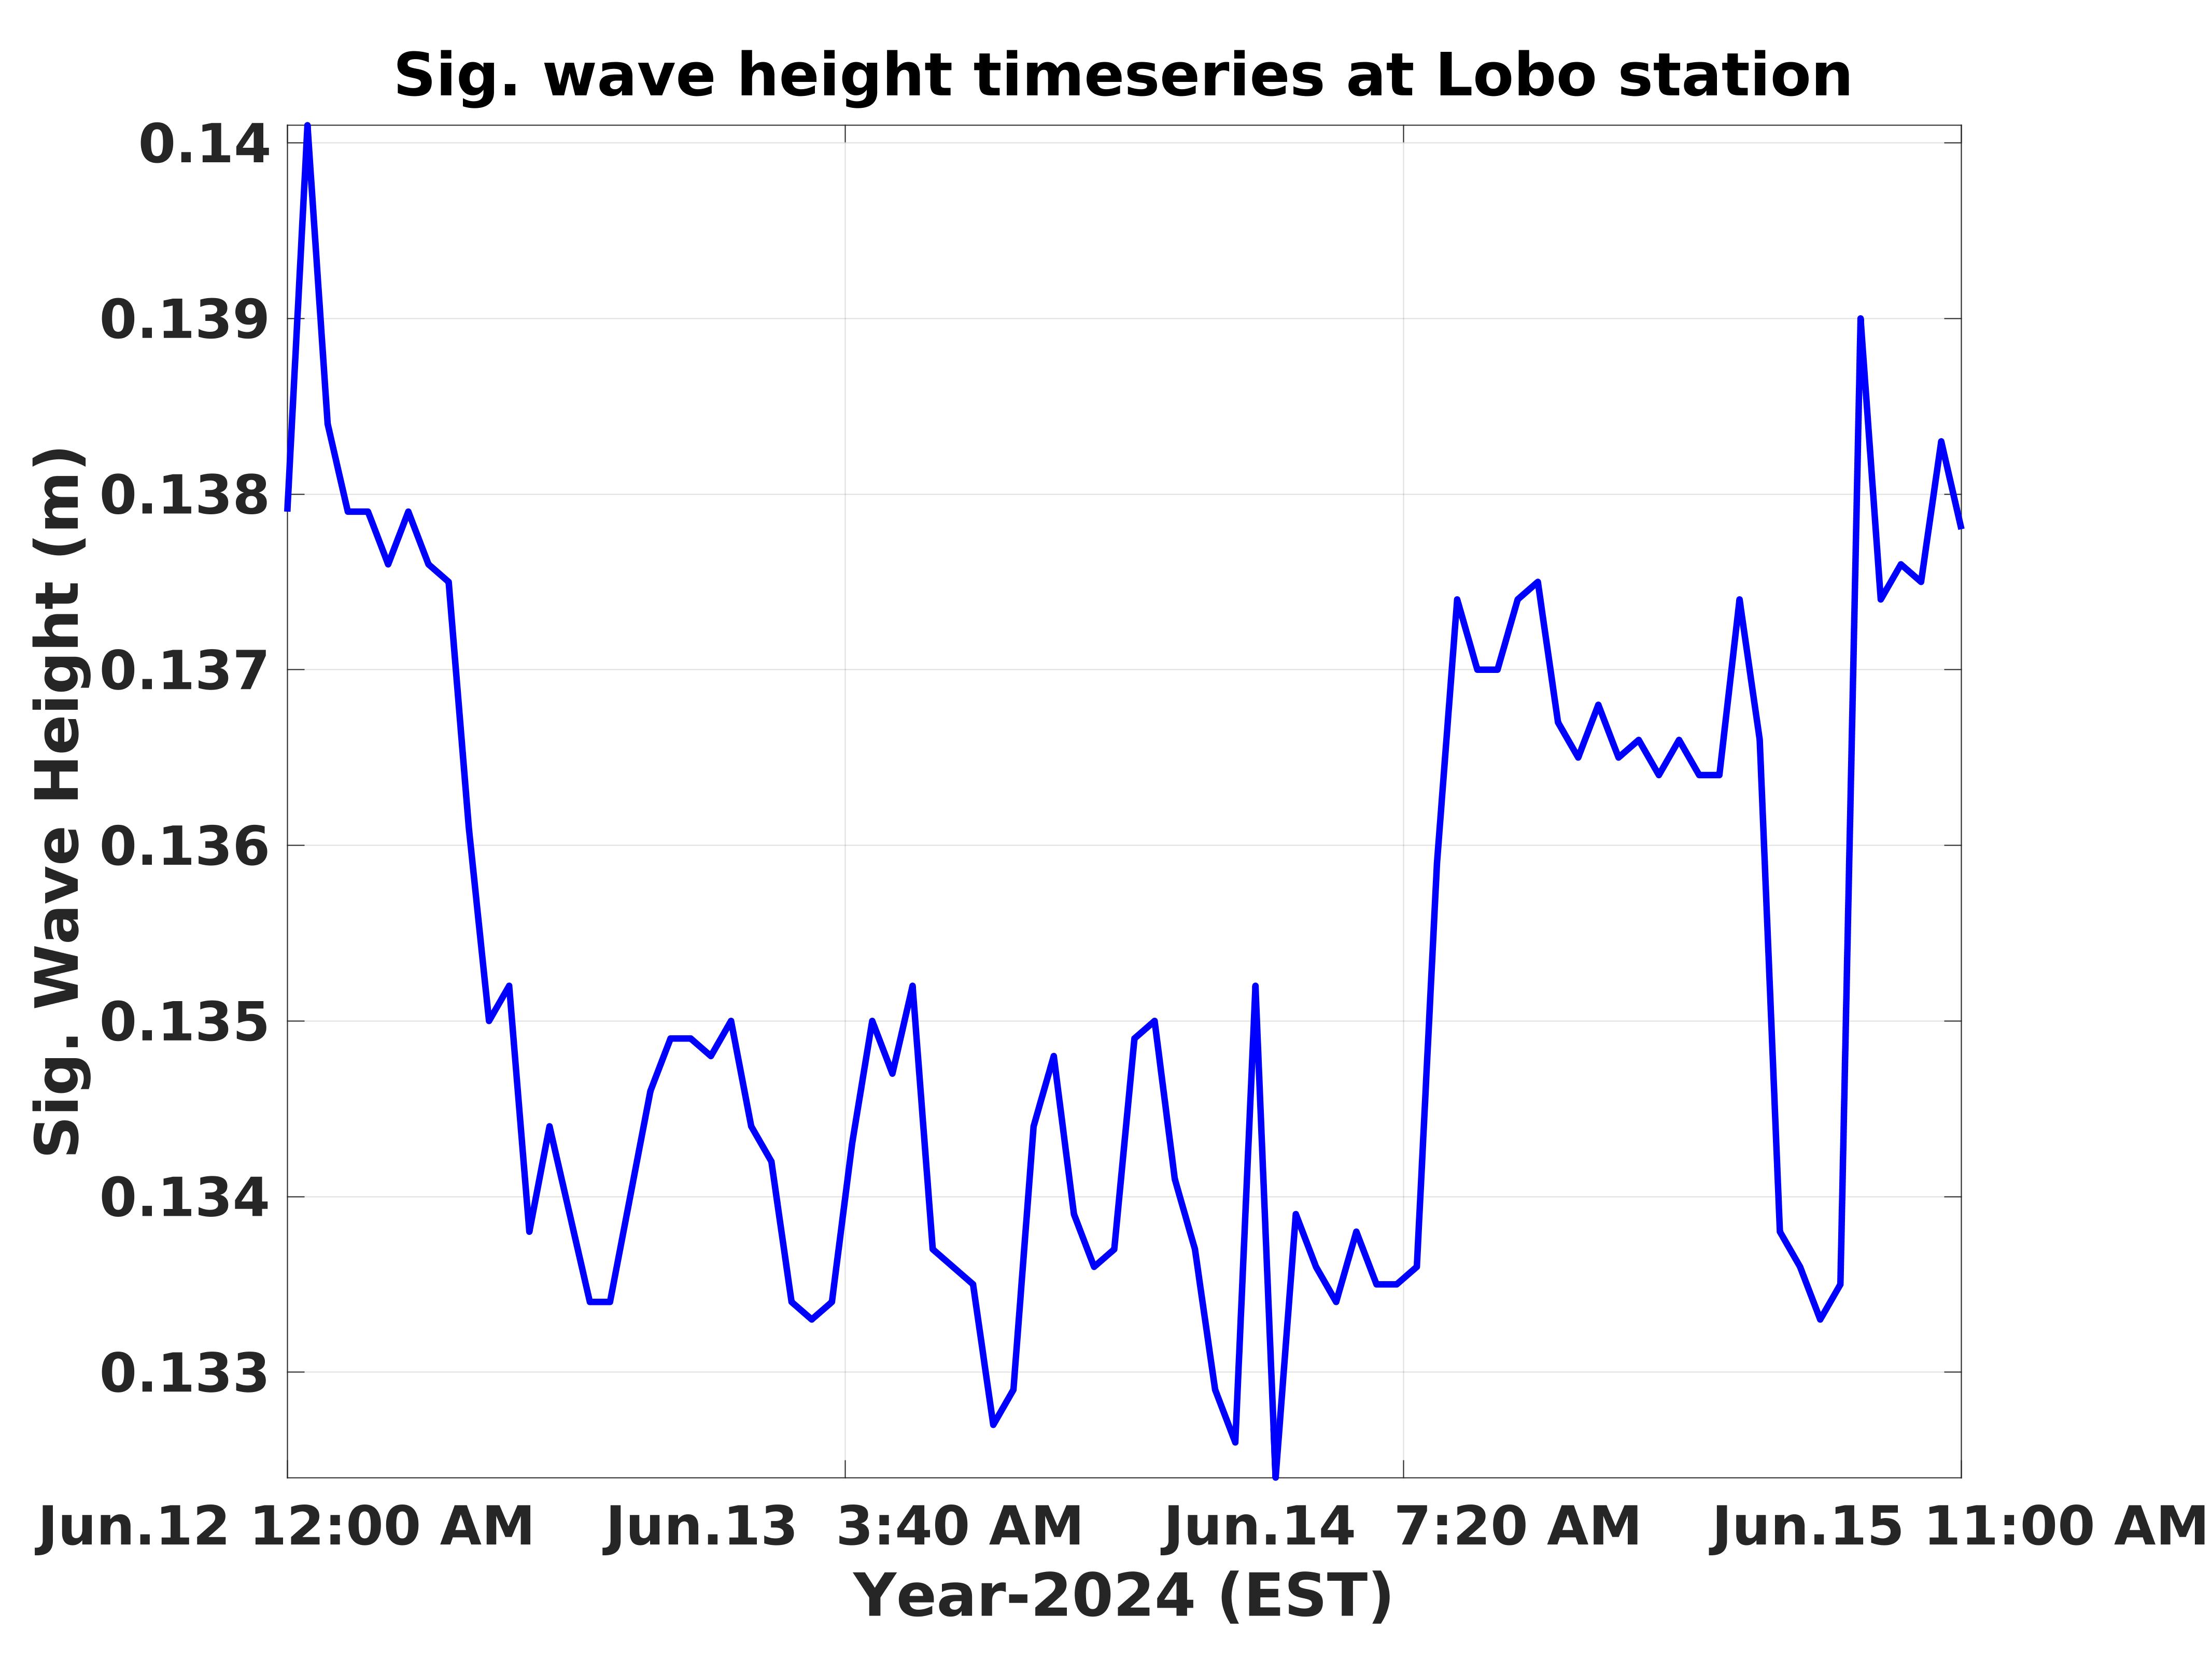 Sig. wave height timeseries at Lobo station
0.14
0.139
0.138
0.137
0.136
0.135
0.134
0.133
Sig. Wave Height (m)
Jun.12 12:00 AM Jun.13 3:40 AM Jun.14 7:20 AM Jun.15 11:00 AM
Year-2024 (EST)